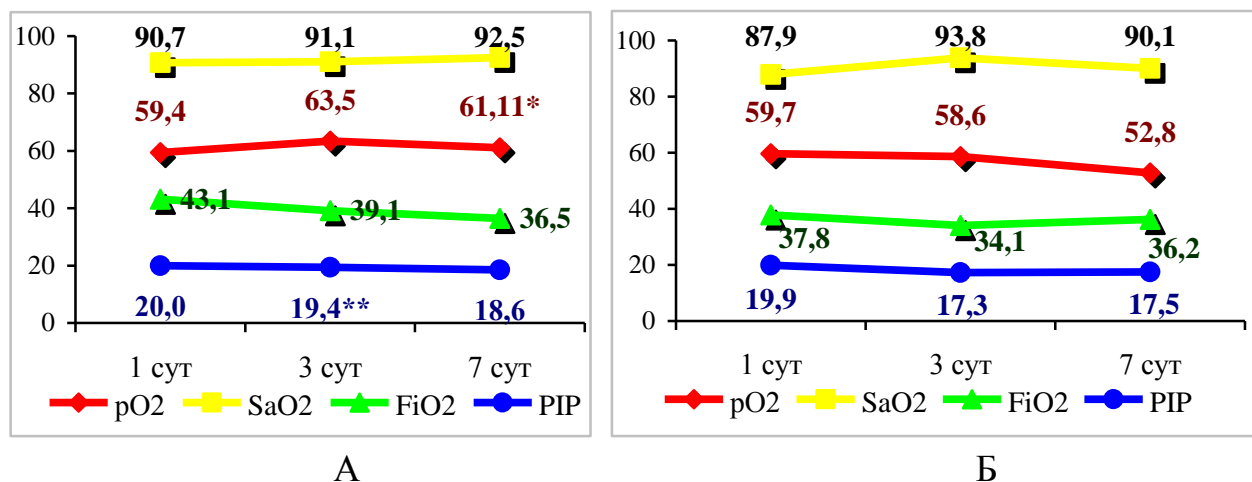 100
80
60
40
20
0
90,7 91,1 92,5
59,4 63,5 61,11*
43,1 39,1 36,5
20,0 19,4** 18,6
1 сут 3 сут 7 сут
pO2 SaO2 FiO2 PIP
А
100
80
60
40
20
0
87,9 93,8 90,1
59,7 58,6 52,8
37,8 34,1 36,2
19,9 17,3 17,5
1 сут 3 сут 7 сут
pO2 SaO2 FiO2 PIP
Б